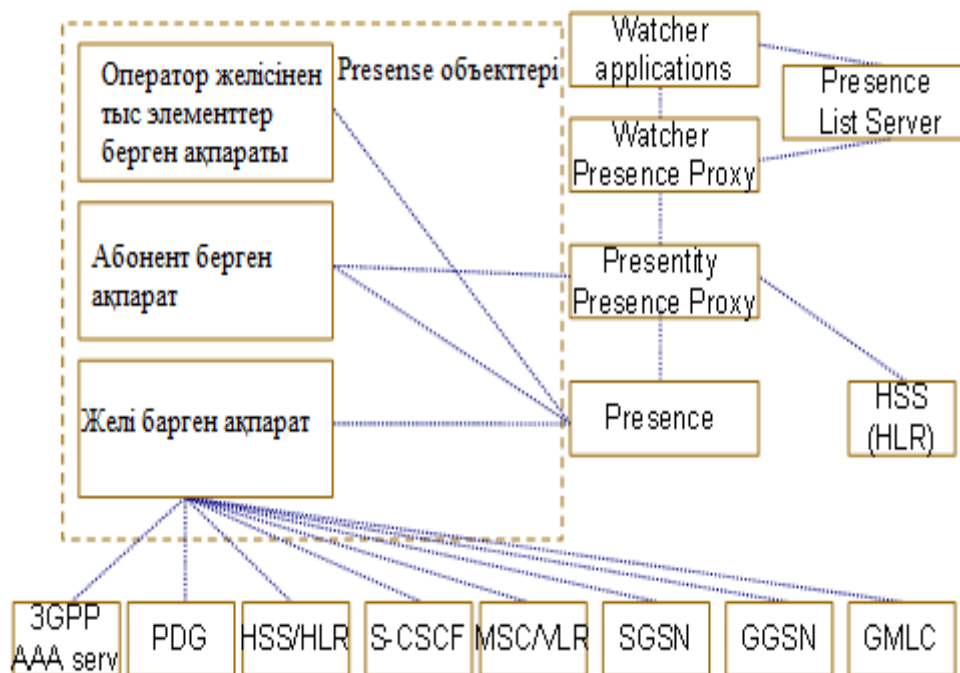 Оператор желісінен
тыс элементтер
берген ақпараты
Presense объекттері
Watcher
applications
Presence
List Server
Watcher
Presence Proxy
Абонент берген
ақпарат
Presentity
Presence Proxy
Желі барген ақпарат
Presence
HSS
(HLR)
3GPP
AAA serv
PDG
HSS/HLR
S-CSCF
MSC/VLR
SGSN
GGSN
GMLC